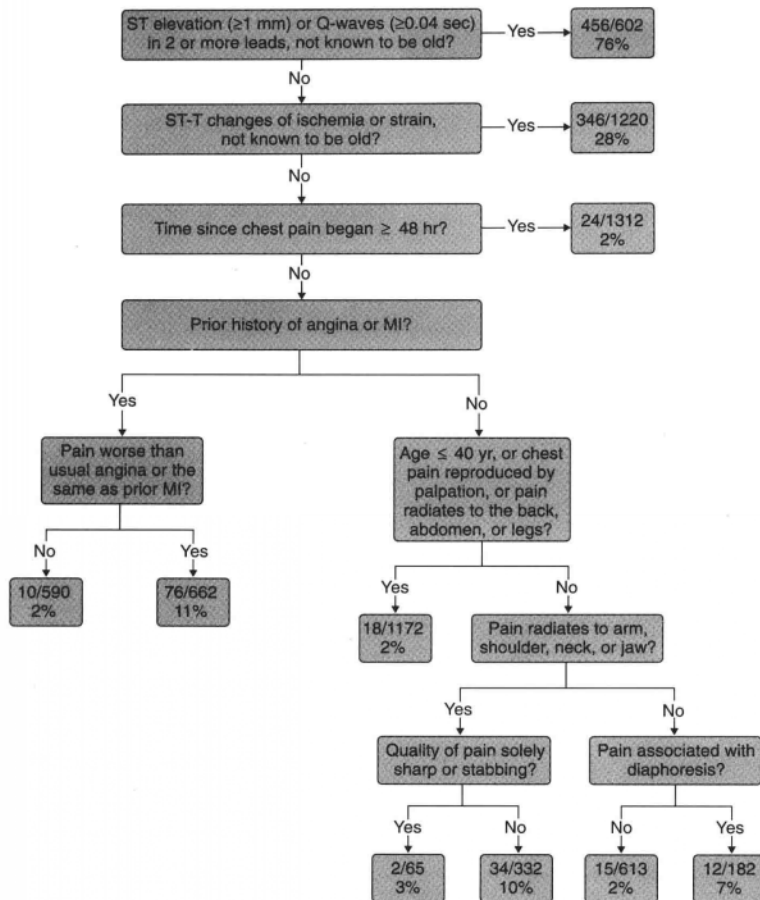 ST elevation (≥1 mm) or Q-waves (≥0.04 sec)
in 2 or more leads, not known to be old?
Yes
456/602
76%
No
ST-T changes of ischemia or strain,
not known to be old?
Yes
346/1220
28%
No
Time since chest pain began ≥ 48 hr?
Yes
24/1312
2%
No
Prior history of angina or MI?
Yes
No
Pain worse than
usual angina or the
same as prior MI?
Age ≤ 40 yr, or chest
pain reproduced by
palpation, or pain
radiates to the back,
abdomen, or legs?
No
Yes
10/590
2%
76/662
11%
Yes
No
18/1172
2%
Pain radiates to arm,
shoulder, neck, or jaw?
Yes
No
Quality of pain solely
sharp or stabbing?
Pain associated with
diaphoresis?
Yes
No
No
Yes
2/65
3%
34/332
10%
15/613
2%
12/182
7%